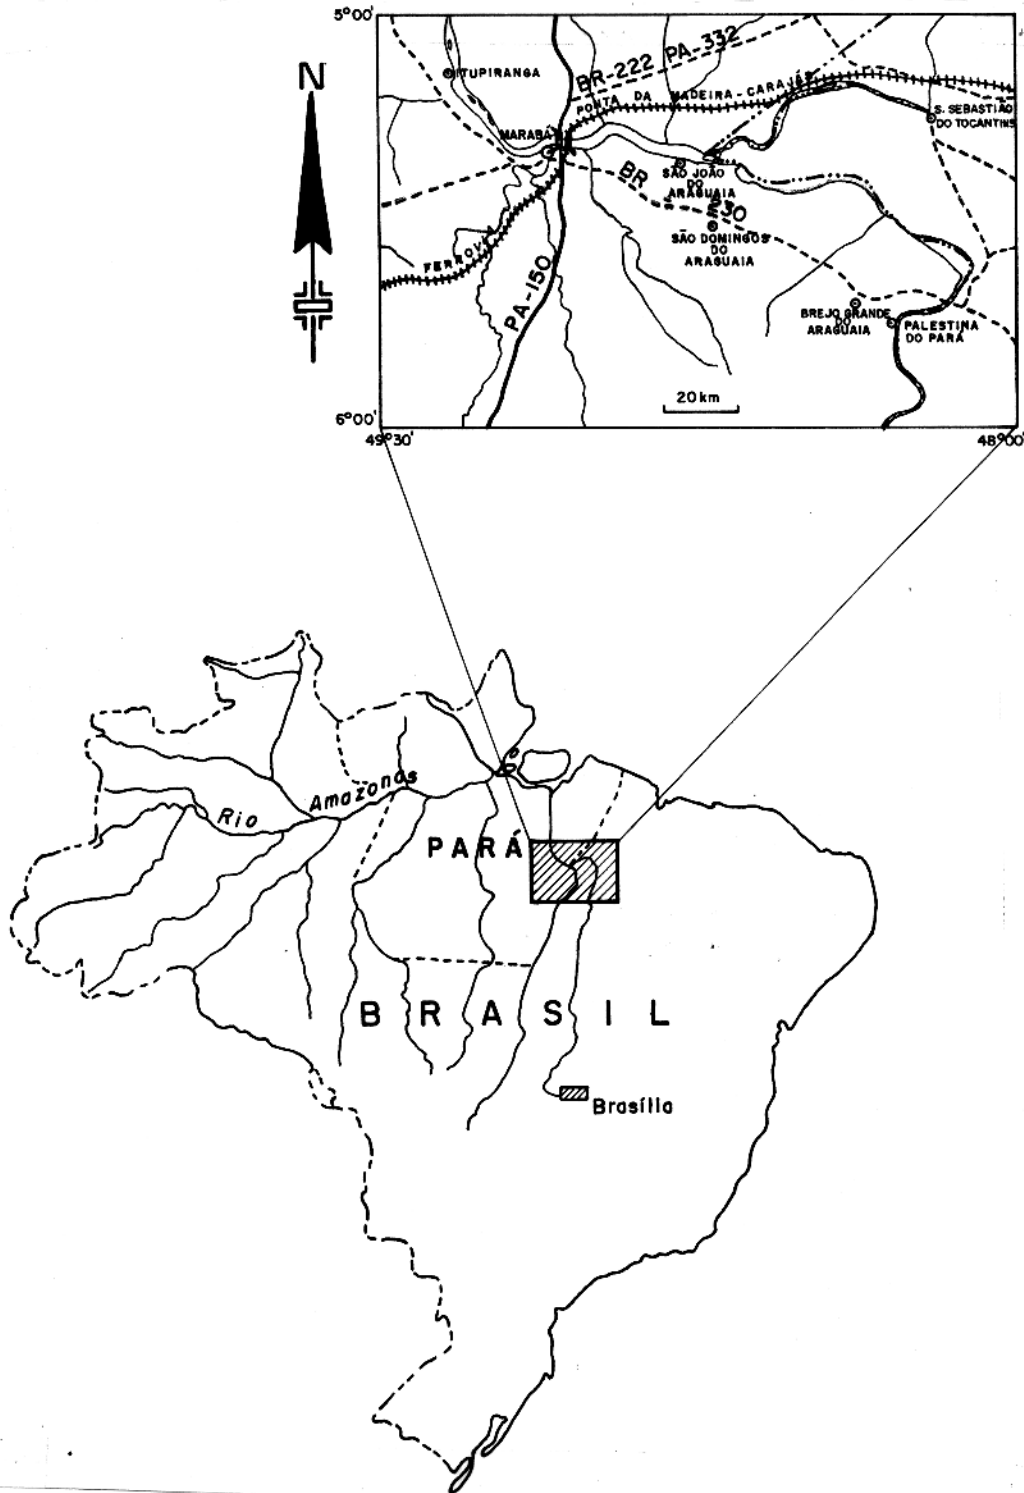 5°00'
N
BR-222 PA-332
ITUPIRANGA
PONTA DA MADEIRA-CARAJÁS
S. SEBASTIÃO
DO TOCANTINS
MARABÁ
BR
SÃO JOÃO
DO
ARAGUAIA
230
SÃO DOMINGOS
DO
ARAGUAIA
FERROVIA
PA-150
BREJO GRANDE
DO
ARAGUAIA
PALESTINA
DO PARÁ
20 km
6°00'
49°30'
48°00'
Rio Amazonas
PARÁ
BRASIL
Brasília